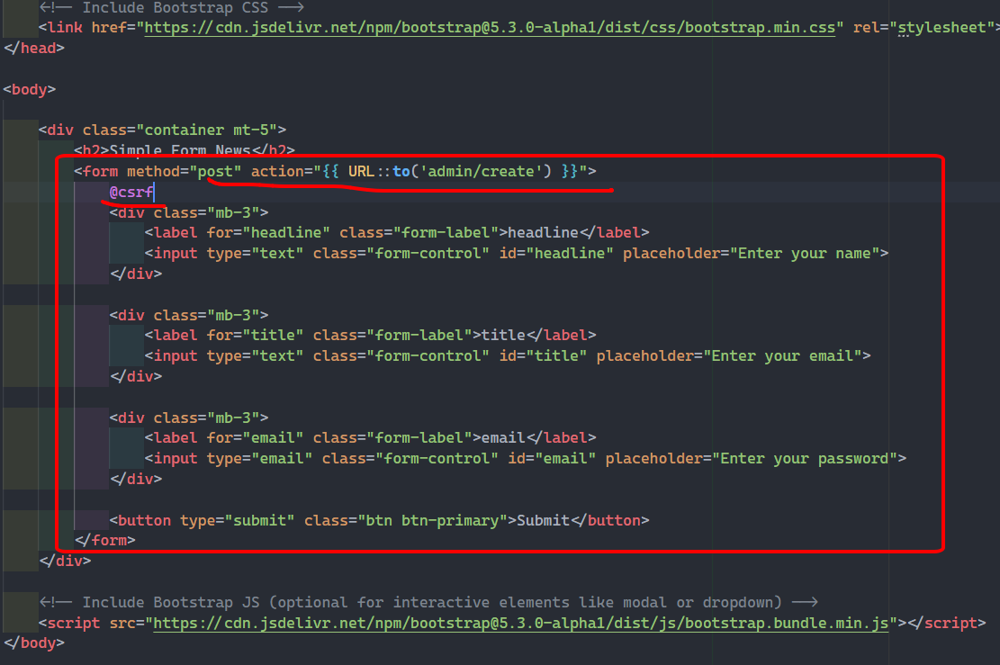 <!-- Include Bootstrap CSS -->
<link href="https://cdn.jsdelivr.net/npm/bootstrap@5.3.0-alpha1/dist/css/bootstrap.min.css" rel="stylesheet">
</head>
<body>
<div class="container mt-5">
<h2>Simple Form News</h2>
<form method="post" action="{{ URL::to('admin/create') }}">
@csrf
<div class="mb-3">
<label for="headline" class="form-label">headline</label>
<input type="text" class="form-control" id="headline" placeholder="Enter your name">
</div>
<div class="mb-3">
<label for="title" class="form-label">title</label>
<input type="text" class="form-control" id="title" placeholder="Enter your email">
</div>
<div class="mb-3">
<label for="email" class="form-label">email</label>
<input type="email" class="form-control" id="email" placeholder="Enter your password">
</div>
<button type="submit" class="btn btn-primary">Submit</button>
</form>
</div>
<!-- Include Bootstrap JS (optional for interactive elements like modal or dropdown) -->
<script src="https://cdn.jsdelivr.net/npm/bootstrap@5.3.0-alpha1/dist/js/bootstrap.bundle.min.js"></script>
</body>